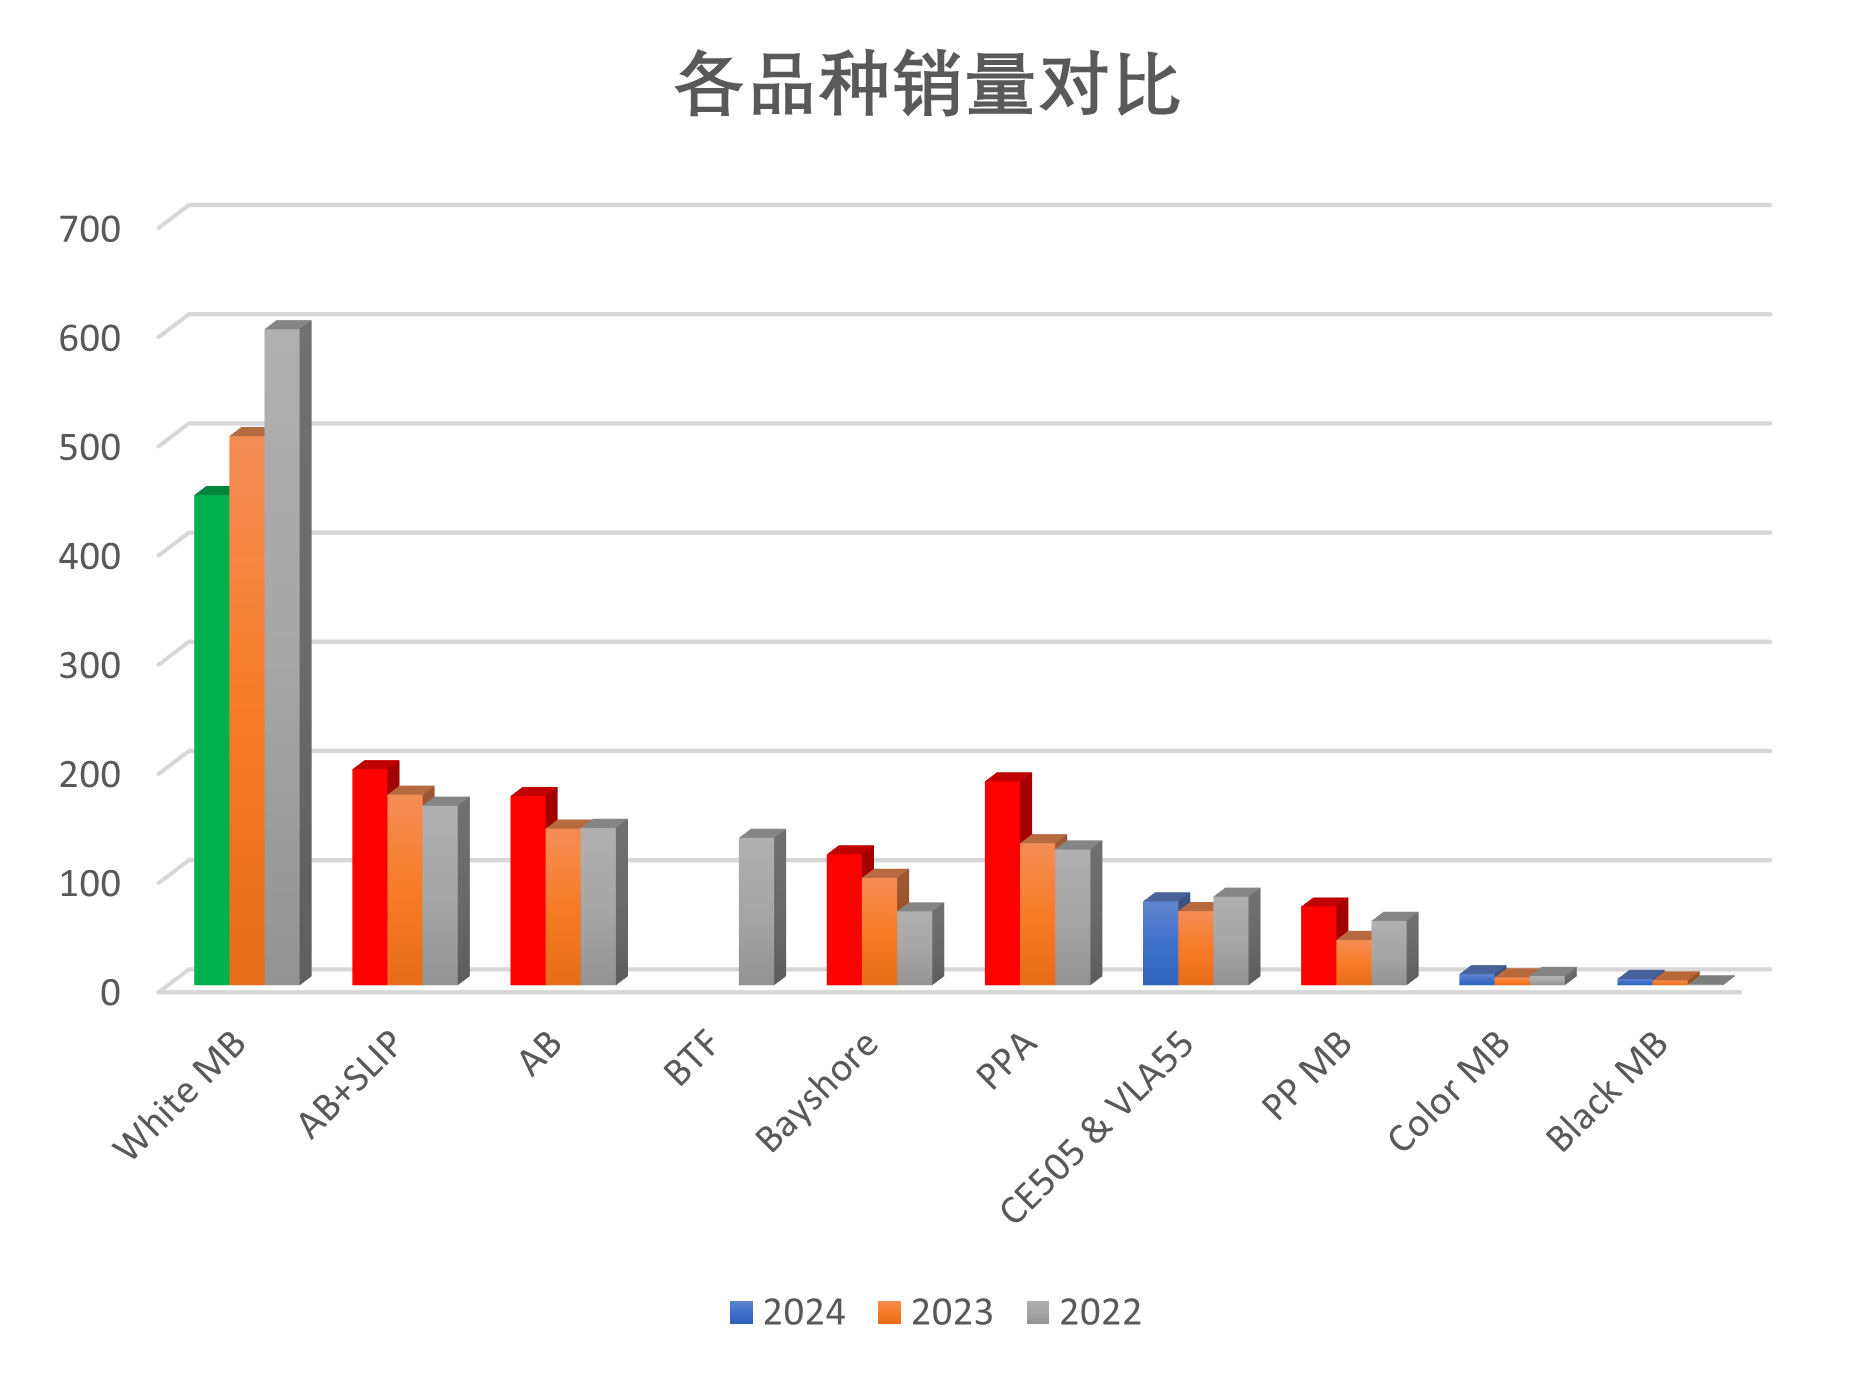 各品种销量对比
700
600
500
400
300
200
100
0
White MB
AB+SLIP
AB
BTF
Bayshore
PPA
CE505 & VLA55
PP MB
Color MB
Black MB
2024 2023 2022